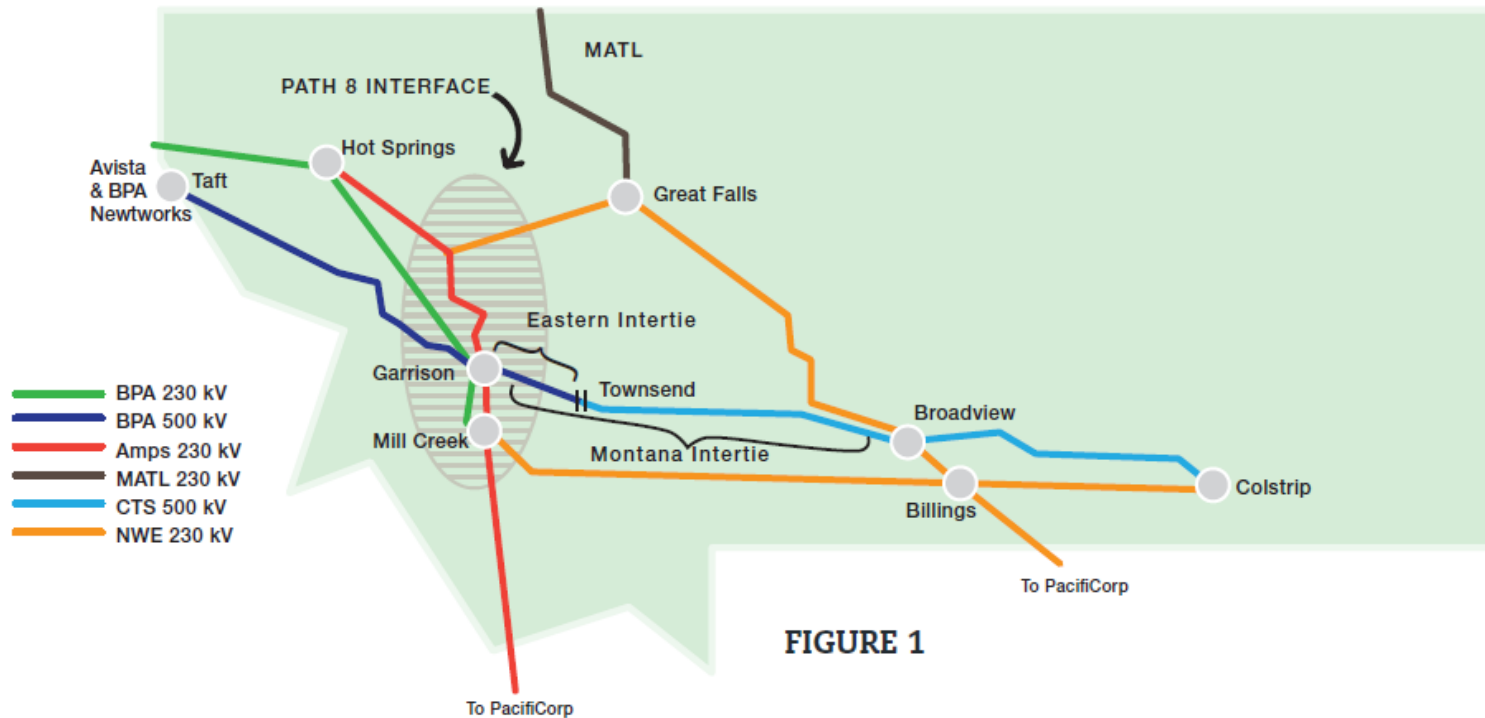 MATL
PATH 8 INTERFACE
Hot Springs
Avista
& BPA
Newtworks
Taft
Great Falls
Eastern Intertie
Garrison
Townsend
BPA 230 kV
BPA 500 kV
Amps 230 kV
MATL 230 kV
CTS 500 kV
NWE 230 kV
Mill Creek
Montana Intertie
Broadview
Billings
Colstrip
To PacifiCorp
FIGURE 1
To PacifiCorp